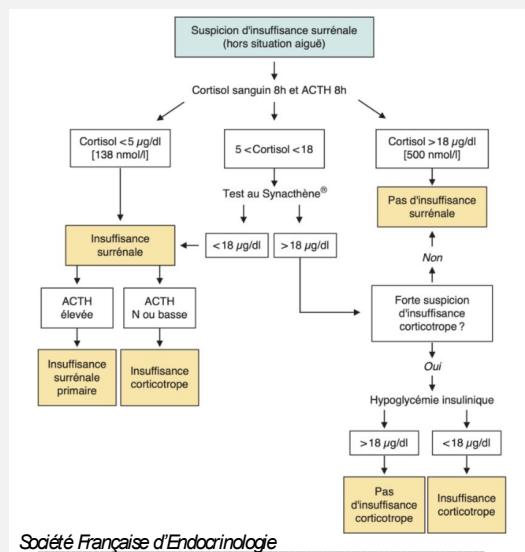 Suspicion d'insuffisance surrénale
(hors situation aiguë)
Cortisol sanguin 8h et ACTH 8h
Cortisol <5 µg/dl
[138 nmol/l]
5 <Cortisol <18
Cortisol >18 µg/dl
[500 nmol/l]
Test au Synacthène®
Pas d'insuffisance
surrénale
Insuffisance
surrénale
<18 µg/dl
>18 µg/dl
Non
ACTH
élevée
ACTH
N ou basse
Forte suspicion
d'insuffisance
corticotrope ?
Insuffisance
surrénale
primaire
Insuffisance
corticotrope
Oui
Hypoglycémie insulinique
>18 µg/dl
<18 µg/dl
Pas
d'insuffisance
corticotrope
Insuffisance
corticotrope
Société Française d'Endocrinologie